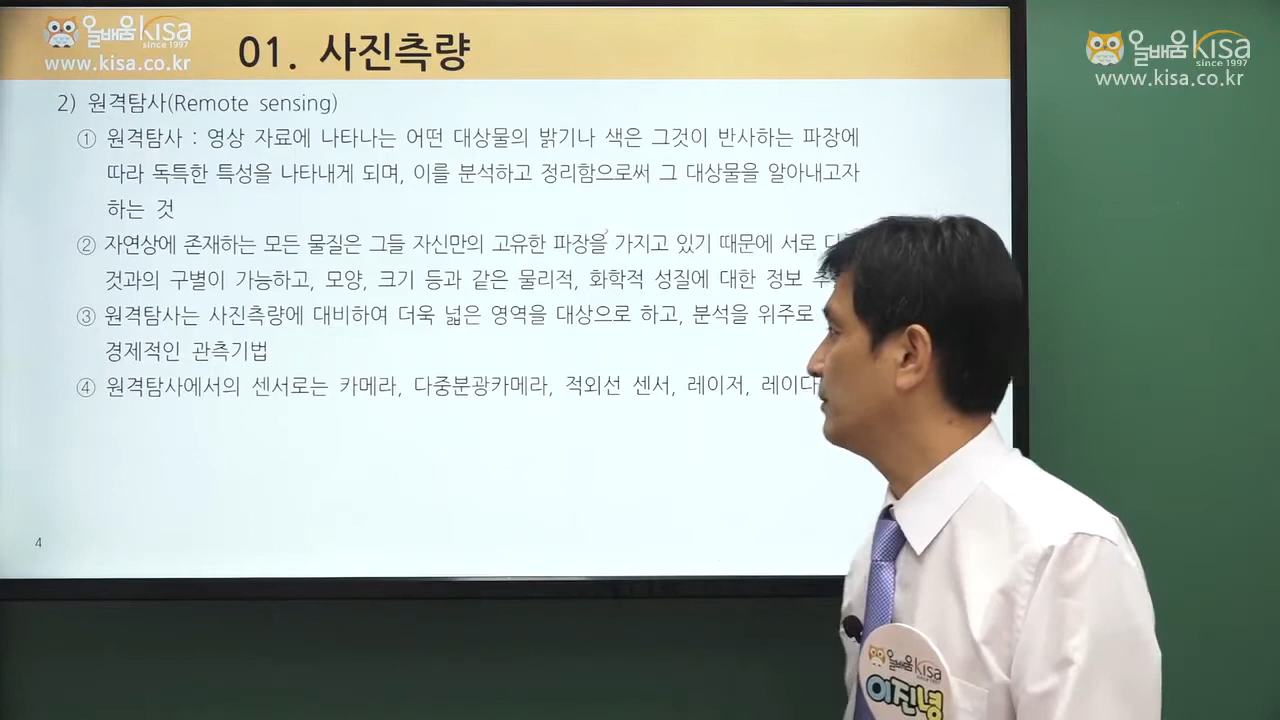 올배움 kisa
since 1997
www.kisa.co.kr
01. 사진측량
올배움 kisa
since 1997
www.kisa.co.kr
2) 원격탐사(Remote sensing)
① 원격탐사 : 영상 자료에 나타나는 어떤 대상물의 밝기나 색은 그것이 반사하는 파장에
따라 독특한 특성을 나타내게 되며, 이를 분석하고 정리함으로써 그 대상물을 알아내고자
하는 것
② 자연상에 존재하는 모든 물질은 그들 자신만의 고유한 파장을 가지고 있기 때문에 서로
것과의 구별이 가능하고, 모양, 크기 등과 같은 물리적, 화학적 성질에 대한 정보
③ 원격탐사는 사진측량에 대비하여 더욱 넓은 영역을 대상으로 하고, 분석을 위주로
경제적인 관측기법
④ 원격탐사에서의 센서로는 카메라, 다중분광카메라, 적외선 센서, 레이저, 레이다
4
올배움 kisa
SINCE 1997
이진녕